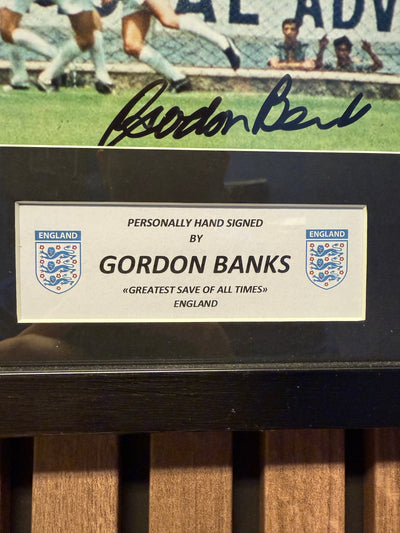 AL ADV
Gordon Banks
ENGLAND
ENGLAND
PERSONALLY HAND SIGNED
BY
GORDON BANKS
«GREATEST SAVE OF ALL TIMES»
ENGLAND